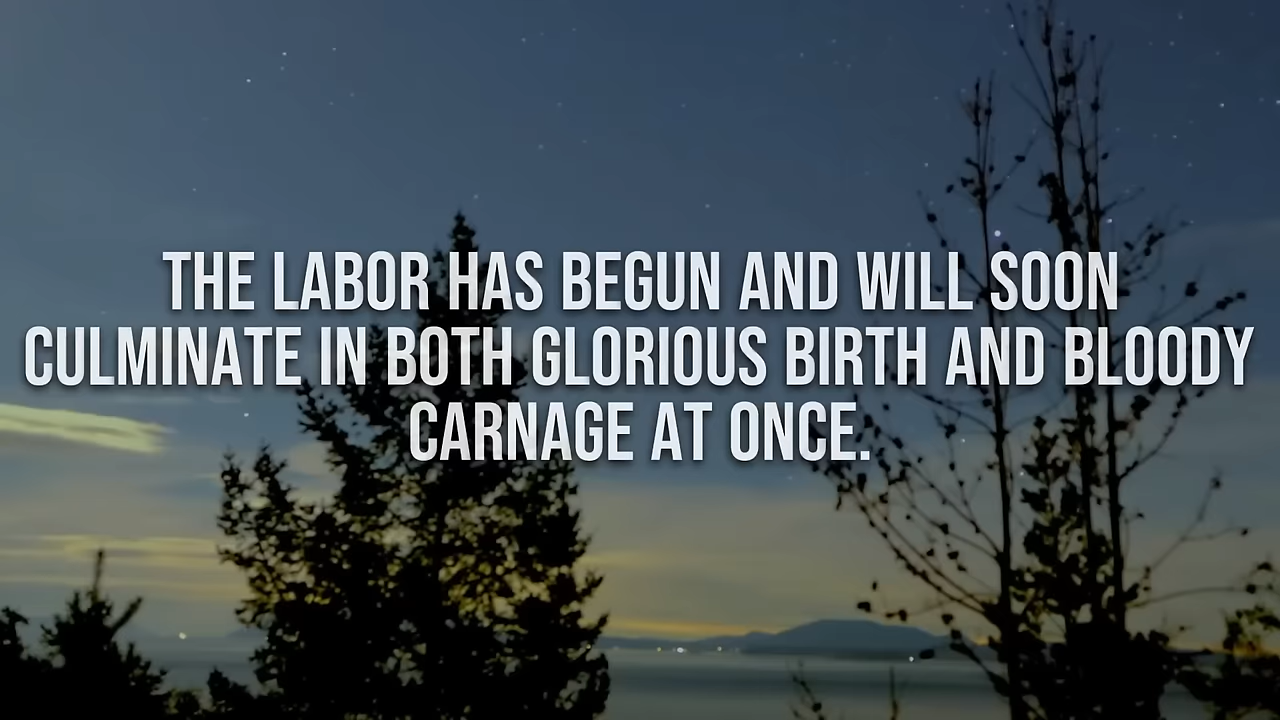 THE LABOR HAS BEGUN AND WILL SOON
CULMINATE IN BOTH GLORIOUS BIRTH AND BLOODY
CARNAGE AT ONCE.